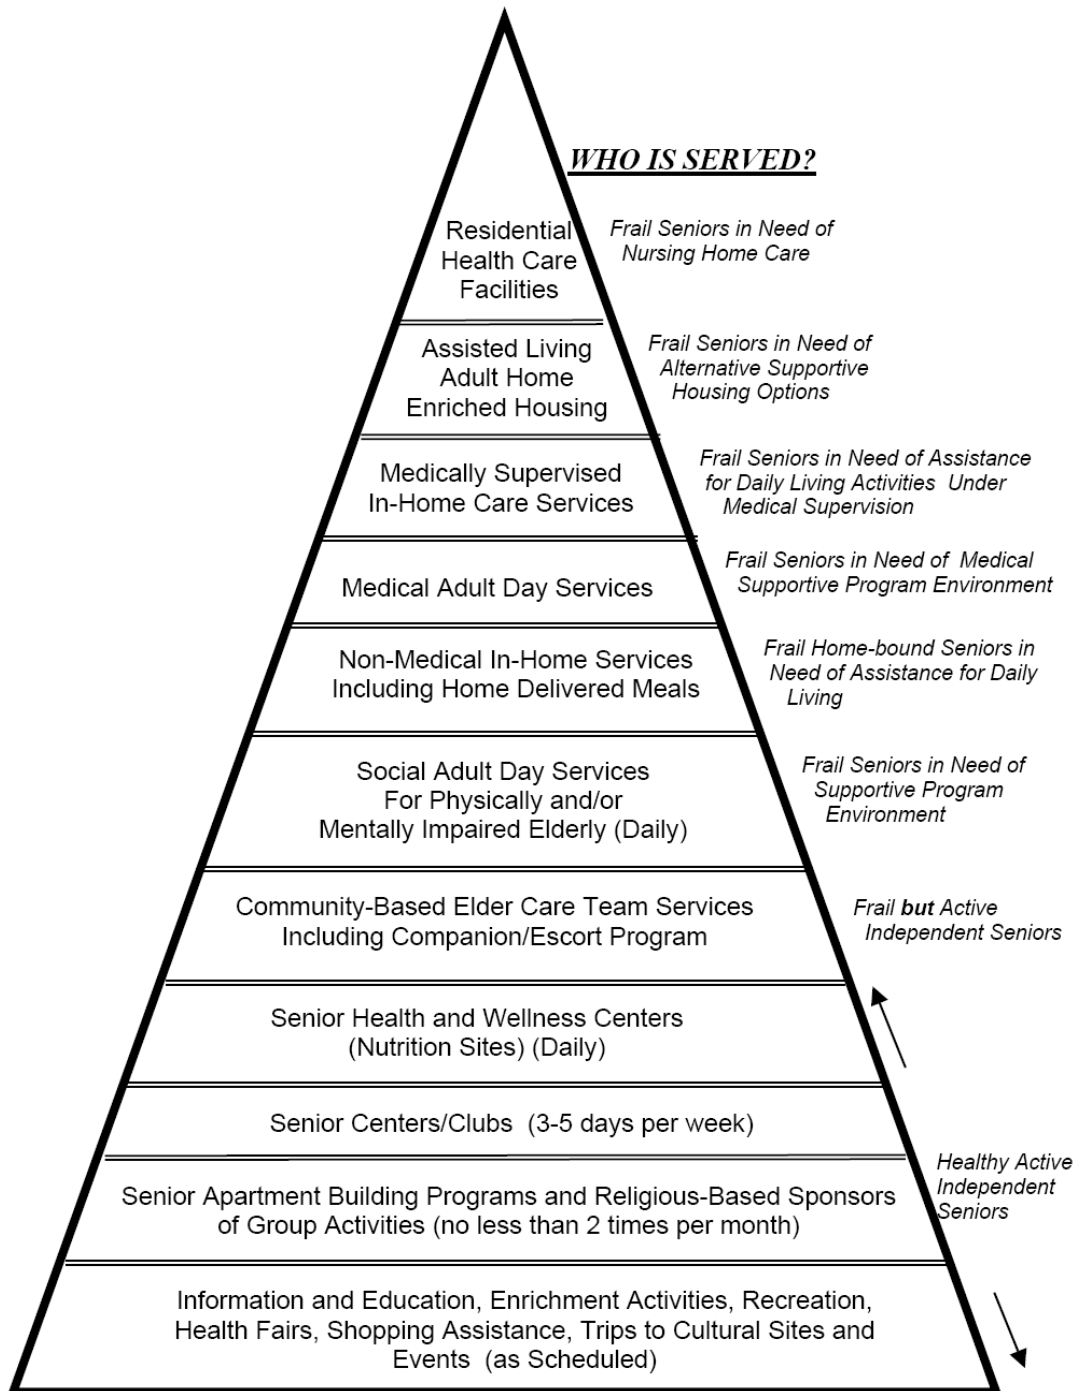 WHO IS SERVED?
Residential
Health Care
Facilities
Frail Seniors in Need of
Nursing Home Care
Assisted Living
Adult Home
Enriched Housing
Frail Seniors in Need of
Alternative Supportive
Housing Options
Medically Supervised
In-Home Care Services
Frail Seniors in Need of Assistance
for Daily Living Activities Under
Medical Supervision
Medical Adult Day Services
Frail Seniors in Need of Medical
Supportive Program Environment
Non-Medical In-Home Services
Including Home Delivered Meals
Frail Home-bound Seniors in
Need of Assistance for Daily
Living
Social Adult Day Services
For Physically and/or
Mentally Impaired Elderly (Daily)
Frail Seniors in Need of
Supportive Program
Environment
Community-Based Elder Care Team Services
Including Companion/Escort Program
Frail but Active
Independent Seniors
Senior Health and Wellness Centers
(Nutrition Sites) (Daily)
Senior Centers/Clubs (3-5 days per week)
Senior Apartment Building Programs and Religious-Based Sponsors
of Group Activities (no less than 2 times per month)
Healthy Active
Independent
Seniors
Information and Education, Enrichment Activities, Recreation,
Health Fairs, Shopping Assistance, Trips to Cultural Sites and
Events (as Scheduled)